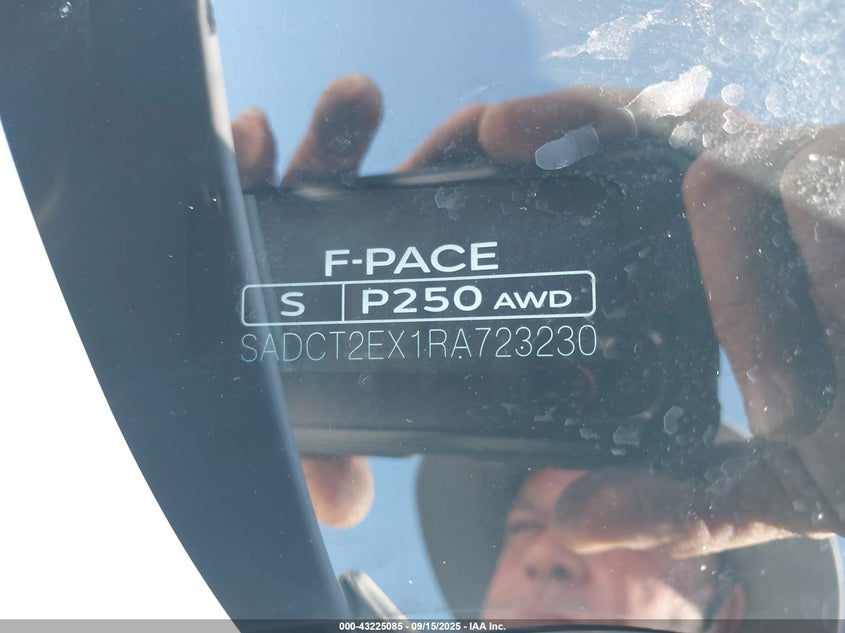 F-PACE
S P250 AWD
SADCT2EX1RA723230
000-43225085 - 09/15/2025 - IAA Inc.